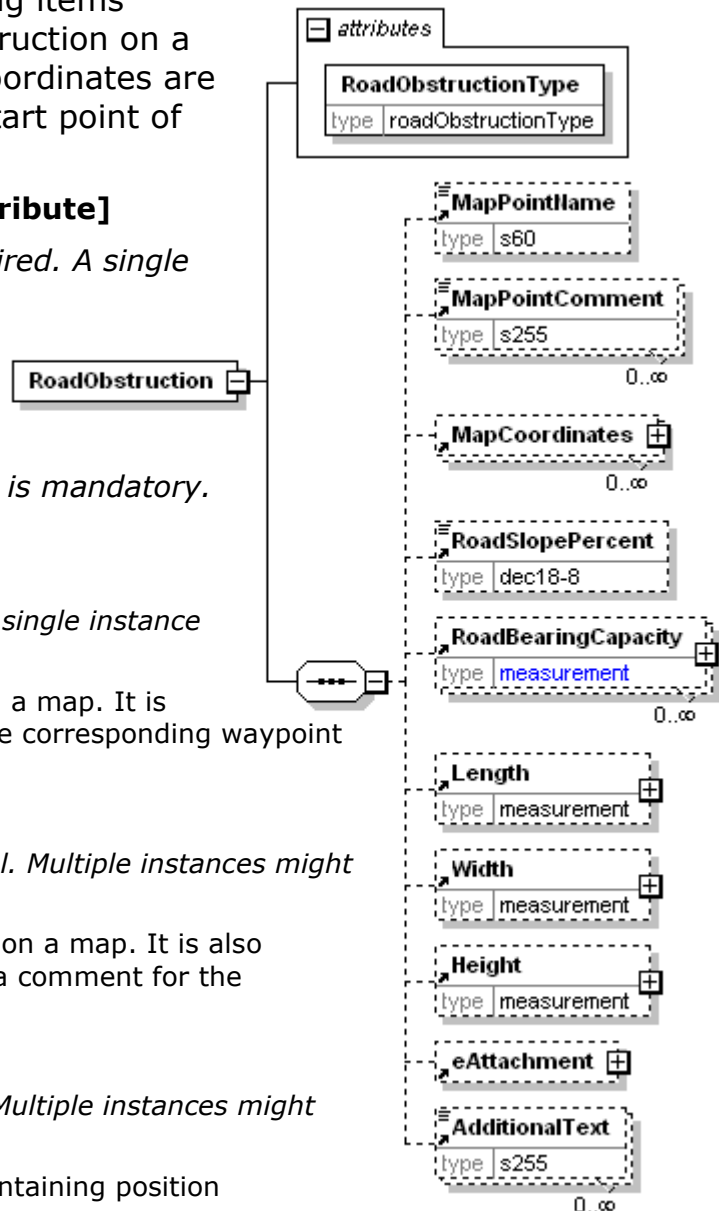 g items
ruction on a
oordinates are
tart point of
ribute]
ired. A single
is mandatory.
single instance
a map. It is
e corresponding waypoint
l. Multiple instances might
on a map. It is also
a comment for the
Multiple instances might
ntaining position
attributes
RoadObstructionType
type roadObstructionType
RoadObstruction
MapPointName
type s60
MapPointComment
type s255
0..∞
MapCoordinates
0..∞
RoadSlopePercent
type dec18-8
RoadBearingCapacity
type measurement
0..∞
Length
type measurement
Width
type measurement
Height
type measurement
eAttachment
AdditionalText
type s255
0..∞